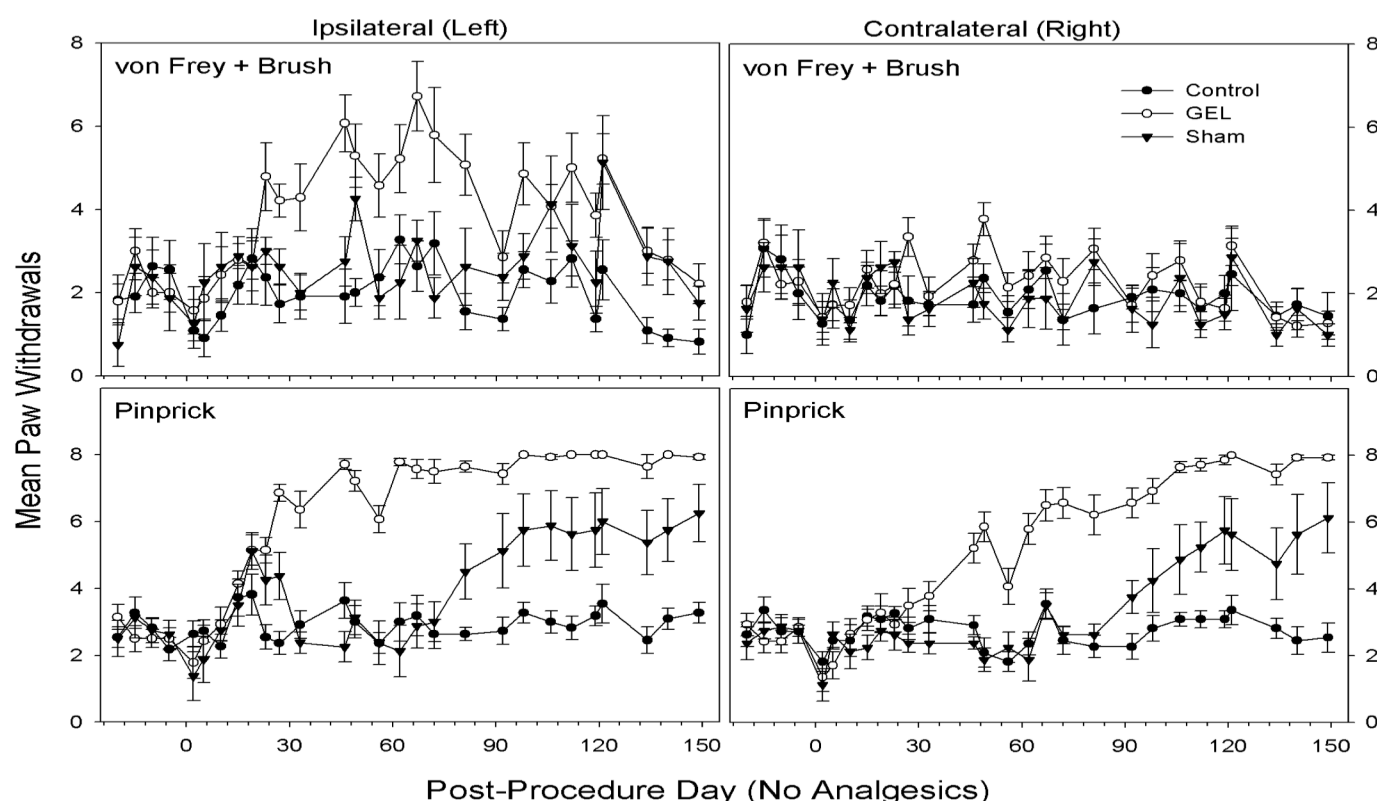 Ipsilateral (Left)
Contralateral (Right)
8
von Frey + Brush
6
4
2
0
von Frey + Brush
Control
GEL
Sham
8
6
4
2
0
Pinprick
8
6
4
2
0
Pinprick
8
6
4
2
0
0 30 60 90 120 150
0 30 60 90 120 150
Mean Paw Withdrawals
Post-Procedure Day (No Analgesics)